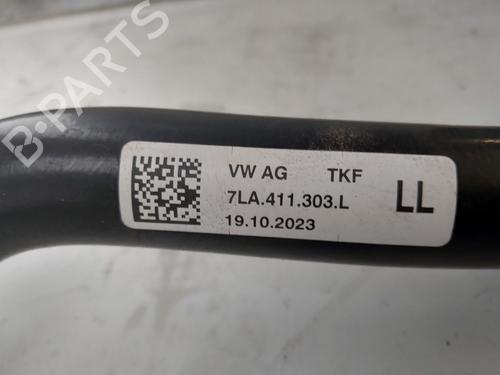 B-PARTS
VW AG TKF
7LA.411.303.L
LL
19.10.2023